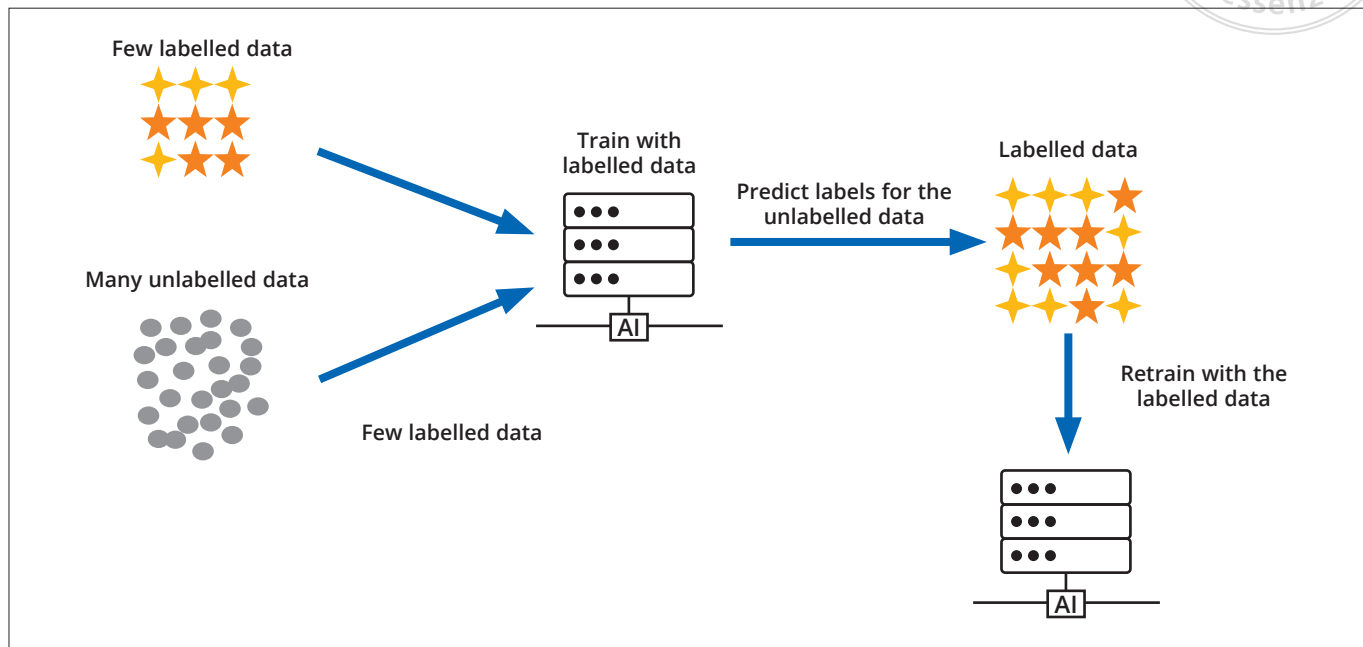 Few labelled data
Train with
labelled data
Labelled data
Predict labels for the
unlabelled data
Many unlabelled data
AI
Few labelled data
Retrain with the
labelled data
AI